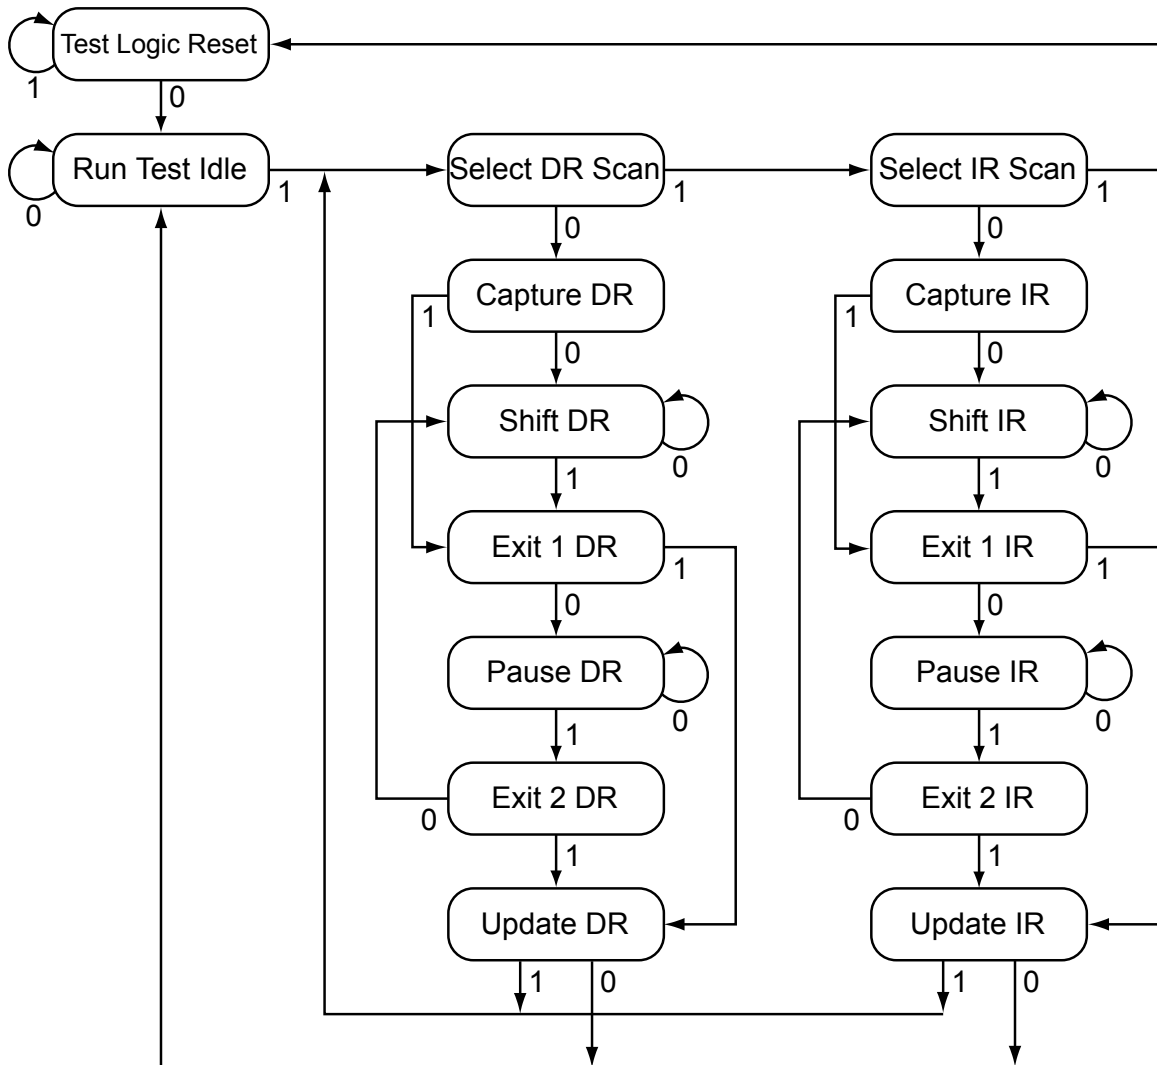 Test Logic Reset
1
0
Run Test Idle
0
1
Select DR Scan
1
0
Select IR Scan
1
0
Capture DR
1
0
Capture IR
1
0
Shift DR
0
1
Shift IR
0
1
Exit 1 DR
1
0
Exit 1 IR
1
0
Pause DR
0
1
Pause IR
0
1
Exit 2 DR
0
1
Exit 2 IR
0
1
Update DR
1 0
Update IR
1 0